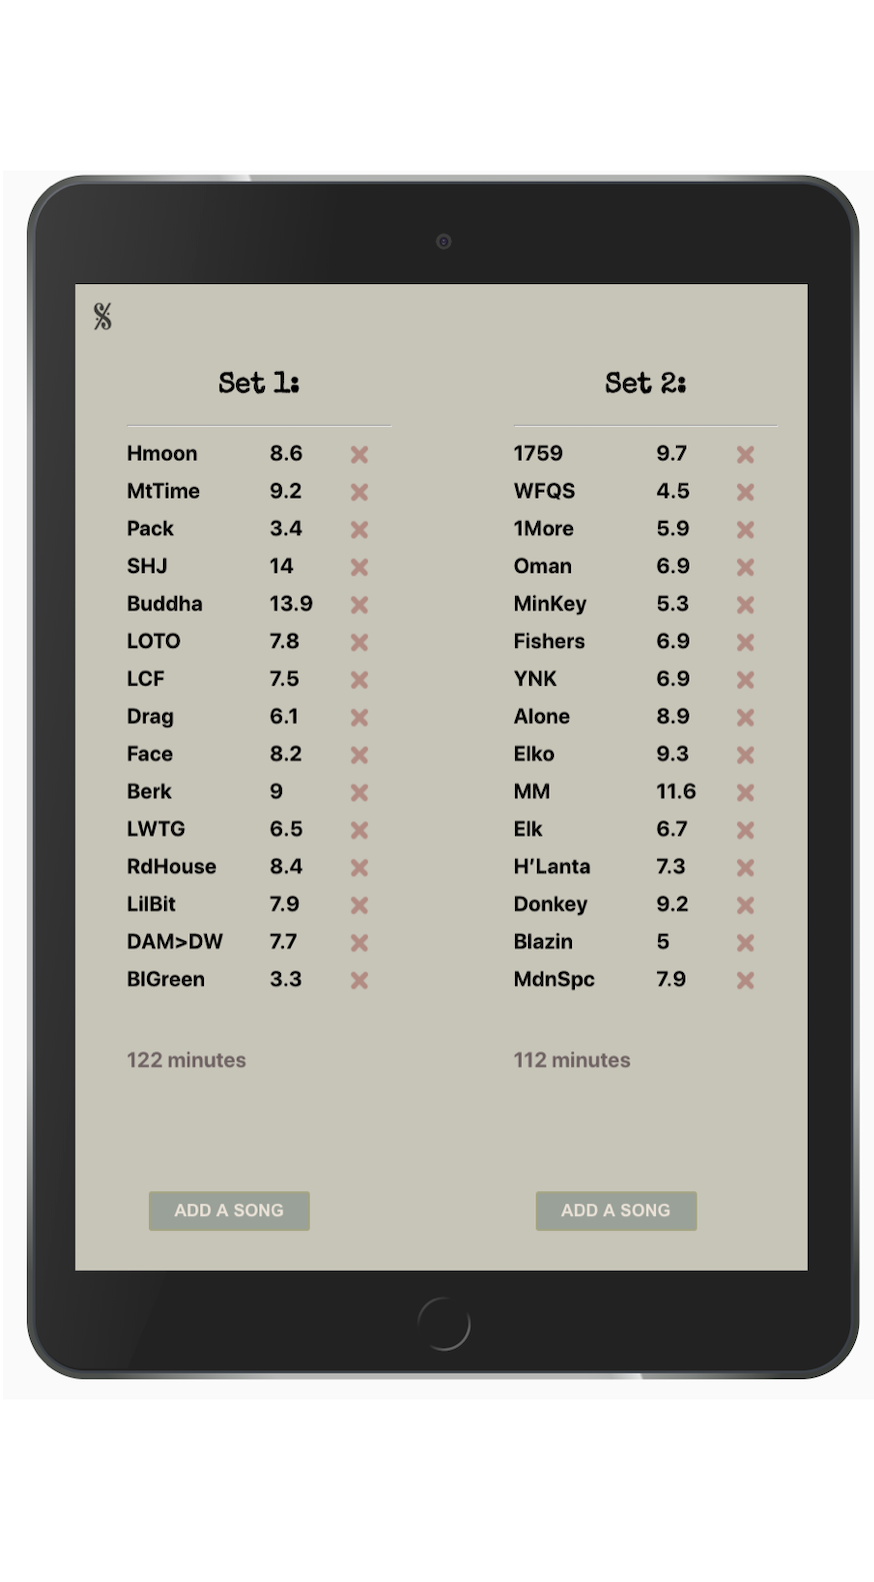 Set 1:
Hmoon 8.6
MtTime 9.2
Pack 3.4
SHJ 14
Buddha 13.9
LOTO 7.8
LCF 7.5
Drag 6.1
Face 8.2
Berk 9
LWTG 6.5
RdHouse 8.4
LilBit 7.9
DAM>DW 7.7
BlGreen 3.3
122 minutes
ADD A SONG
Set 2:
1759 9.7
WFQS 4.5
1More 5.9
Oman 6.9
MinKey 5.3
Fishers 6.9
YNK 6.9
Alone 8.9
Elko 9.3
MM 11.6
Elk 6.7
H’Lanta 7.3
Donkey 9.2
Blazin 5
MdnSpc 7.9
112 minutes
ADD A SONG